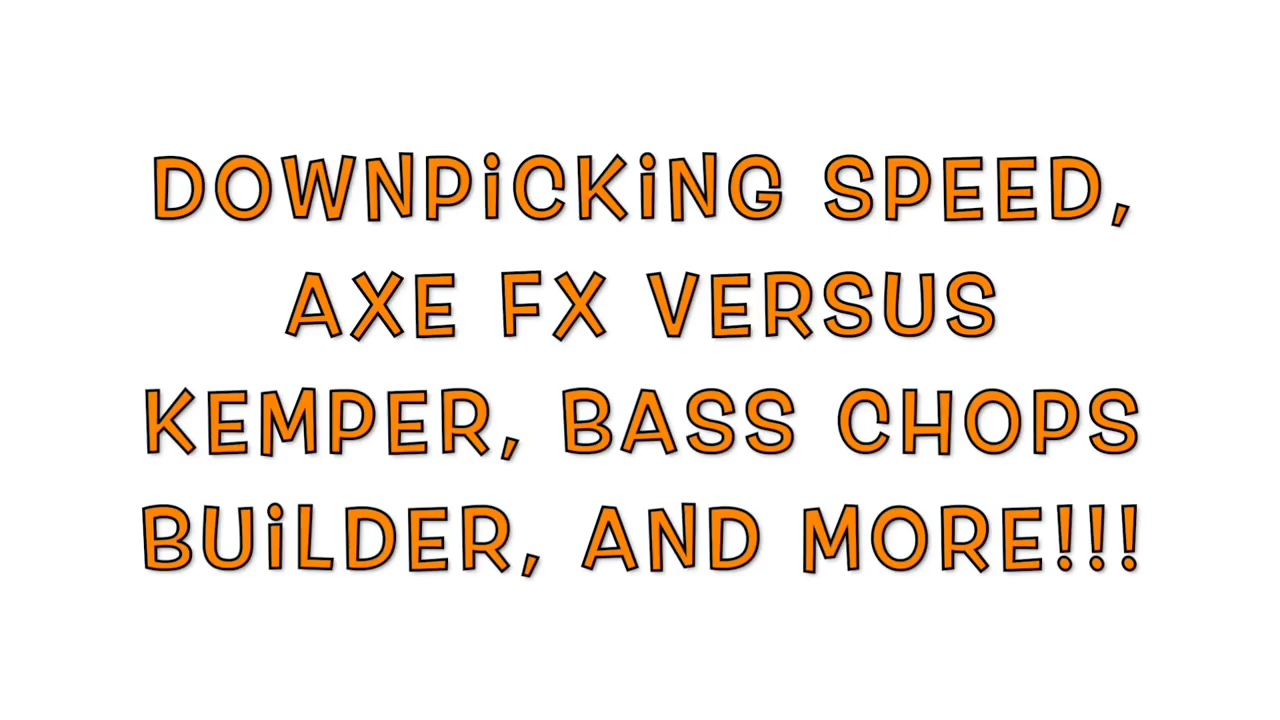 DOWNPiCKiNG SPEED,
AXE FX VERSUS
KEMPER, BASS CHOPS
BUiLDER, AND MORE!!!